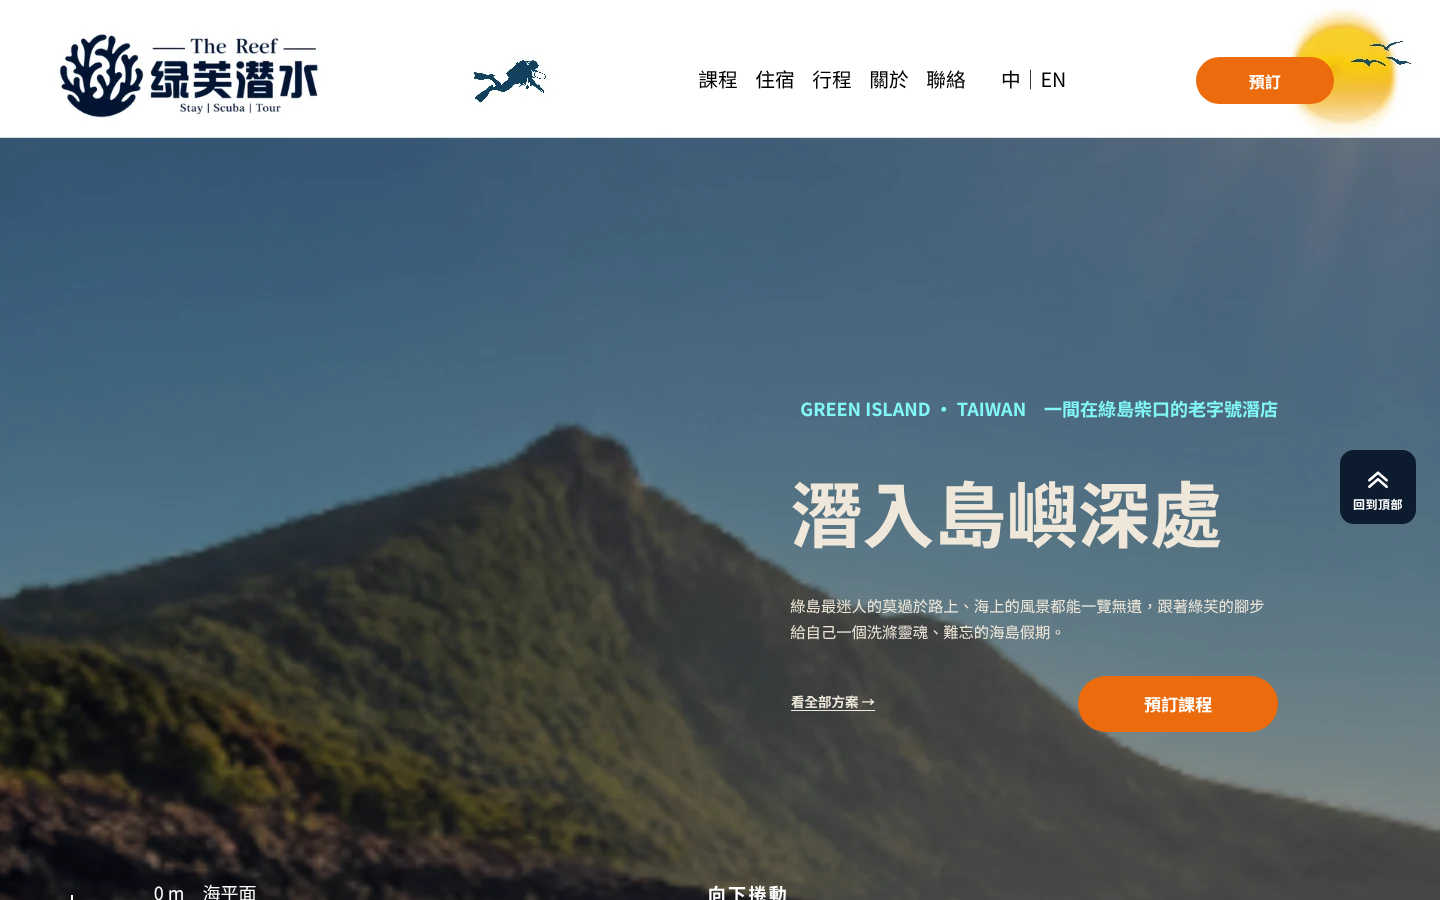 The Reef
绿芙潛水
Stay | Scuba | Tour
課程 住宿 行程 關於 聯絡 中 | EN
預訂
GREEN ISLAND ・ TAIWAN 一間在綠島柴口的老字號潛店
潛入島嶼深處
回到頂部
綠島最迷人的莫過於路上、海上的風景都能一覽無遺，跟著綠芙的腳步
給自己一個洗滌靈魂、難忘的海島假期。
看全部方案 →
預訂課程
0 m 海平面
向下捲動